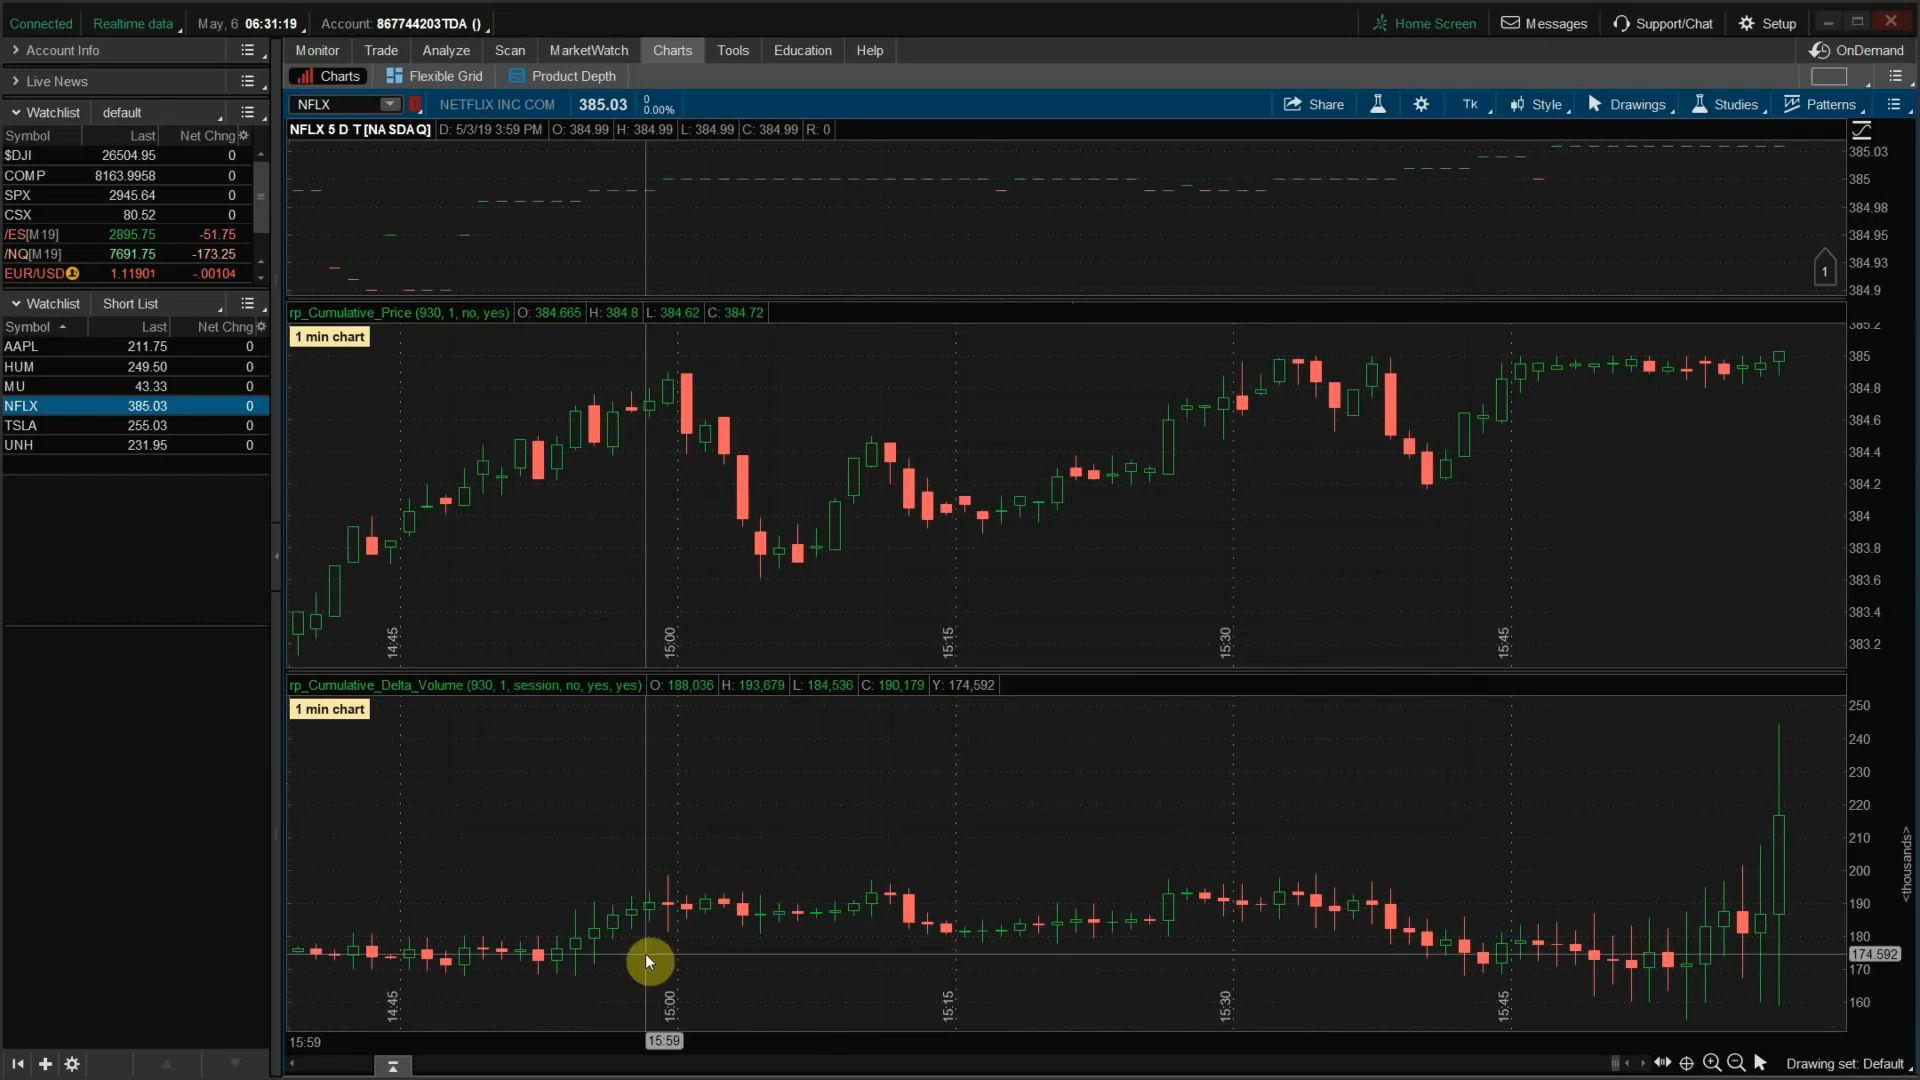 Connected Realtime data May, 6 06:31:19 Account: 867744203TDA () Home Screen Messages Support/Chat Setup
Account Info Monitor Trade Analyze Scan MarketWatch Charts Tools Education Help OnDemand
Live News Charts Flexible Grid Product Depth
Watchlist default NFLX NETFLIX INC COM 385.03 0 0.00% Share Tk Style Drawings Studies Patterns
Symbol Last Net Chng
$DJI 26504.95 0
COMP 8163.9958 0
SPX 2945.64 0
CSX 80.52 0
/ES[M19] 2895.75 -51.75
/NQ[M19] 7691.75 -173.25
EUR/USD 1.11901 -.00104
Watchlist Short List
Symbol Last Net Chng
AAPL 211.75 0
HUM 249.50 0
MU 43.33 0
NFLX 385.03 0
TSLA 255.03 0
UNH 231.95 0
NFLX 5 D T [NASDAQ] D: 5/3/19 3:59 PM O: 384.99 H: 384.99 L: 384.99 C: 384.99 R: 0
385.03
385
384.98
384.95
384.93
384.9
1
rp_Cumulative_Price (930, 1, no, yes) O: 384.665 H: 384.8 L: 384.62 C: 384.72
1 min chart
385.2
385
384.8
384.6
384.4
384.2
384
383.8
383.6
383.4
383.2
14:45 15:00 15:15 15:30 15:45
rp_Cumulative_Delta_Volume (930, 1, session, no, yes, yes) O: 188,036 H: 193,679 L: 184,536 C: 190,179 Y: 174,592
1 min chart
250
240
230
220
210
200
190
180
174.592
170
160
<thousands>
14:45 15:00 15:15 15:30 15:45
15:59 15:59
Drawing set: Default